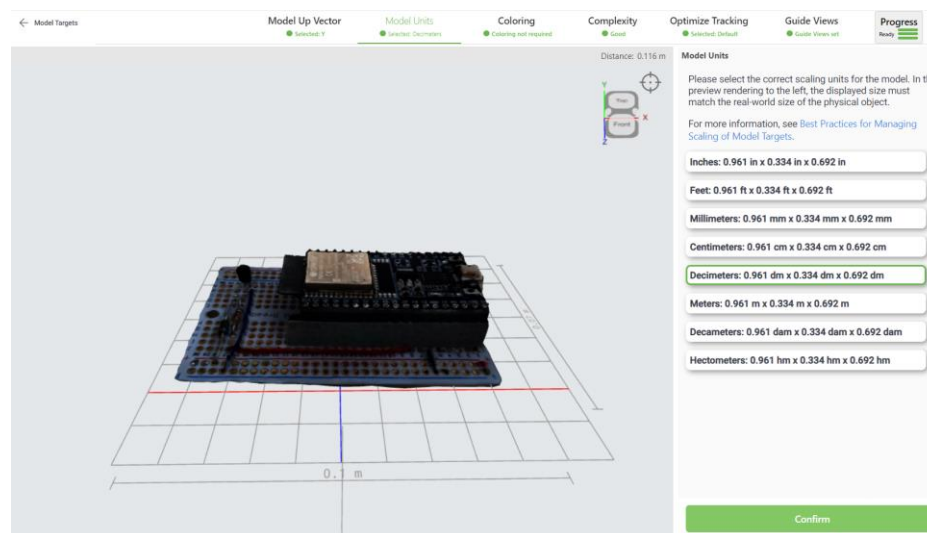 Model Targets
Model Up Vector
Selected: Y
Model Units
Selected: Decimeters
Coloring
Coloring not required
Complexity
Good
Optimize Tracking
Selected: Default
Guide Views
Guide Views set
Progress
Ready
Distance: 0.116 m
Y
Top
Front
X
Z
0.1 m
Model Units
Please select the correct scaling units for the model. In th
preview rendering to the left, the displayed size must
match the real-world size of the physical object.
For more information, see Best Practices for Managing
Scaling of Model Targets.
Inches: 0.961 in x 0.334 in x 0.692 in
Feet: 0.961 ft x 0.334 ft x 0.692 ft
Millimeters: 0.961 mm x 0.334 mm x 0.692 mm
Centimeters: 0.961 cm x 0.334 cm x 0.692 cm
Decimeters: 0.961 dm x 0.334 dm x 0.692 dm
Meters: 0.961 m x 0.334 m x 0.692 m
Decameters: 0.961 dam x 0.334 dam x 0.692 dam
Hectometers: 0.961 hm x 0.334 hm x 0.692 hm
Confirm